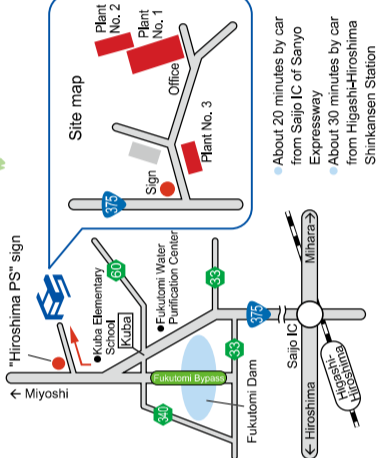 Site map
Plant
No. 2
Plant
No. 1
Office
Plant No. 3
Sign
375
"Hiroshima PS" sign
← Miyoshi
Kuba Elementary
School
Kuba
60
Fukutomi Water
Purification Center
33
340
Fukutomi Bypass
33
Fukutomi Dam
375
Saijo IC
← Hiroshima
Mihara →
Higashi-
Hiroshima
About 20 minutes by car
from Saijo IC of Sanyo
Expressway
About 30 minutes by car
from Higashi-Hiroshima
Shinkansen Station